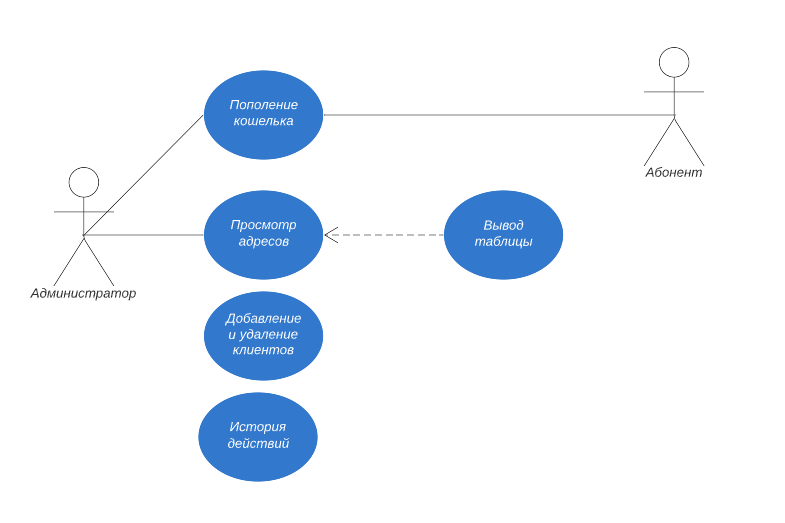 Пополение
кошелька
Абонент
Просмотр
адресов
Вывод
таблицы
Администратор
Добавление
и удаление
клиентов
История
действий